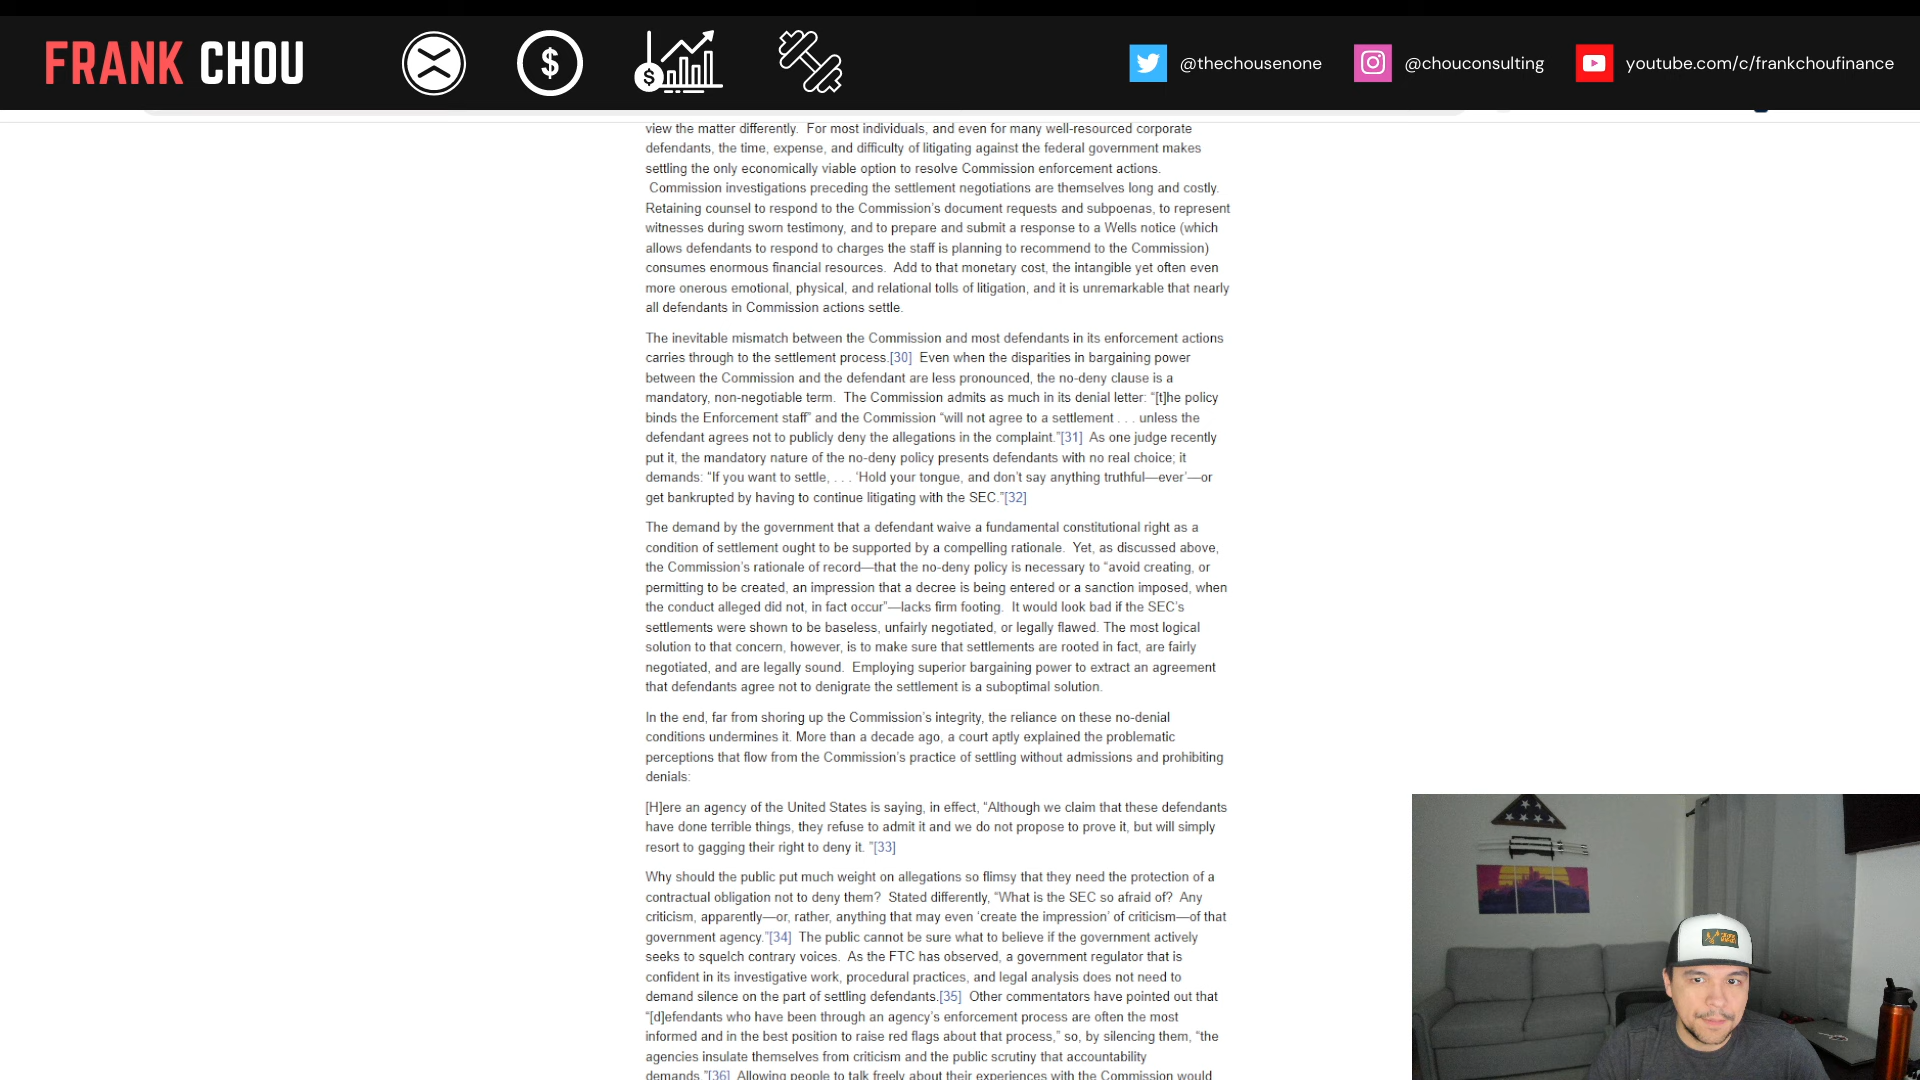 FRANK CHOU
@thechousenone
@chouconsulting
youtube.com/c/frankchoufinance
view the matter differently.  For most individuals, and even for many well-resourced corporate
defendants, the time, expense, and difficulty of litigating against the federal government makes
settling the only economically viable option to resolve Commission enforcement actions.
Commission investigations preceding the settlement negotiations are themselves long and costly.
Retaining counsel to respond to the Commission's document requests and subpoenas, to represent
witnesses during sworn testimony, and to prepare and submit a response to a Wells notice (which
allows defendants to respond to charges the staff is planning to recommend to the Commission)
consumes enormous financial resources.  Add to that monetary cost, the intangible yet often even
more onerous emotional, physical, and relational tolls of litigation, and it is unremarkable that nearly
all defendants in Commission actions settle.
The inevitable mismatch between the Commission and most defendants in its enforcement actions
carries through to the settlement process.[30]  Even when the disparities in bargaining power
between the Commission and the defendant are less pronounced, the no-deny clause is a
mandatory, non-negotiable term.  The Commission admits as much in its denial letter: “[t]he policy
binds the Enforcement staff” and the Commission “will not agree to a settlement . . . unless the
defendant agrees not to publicly deny the allegations in the complaint.”[31]  As one judge recently
put it, the mandatory nature of the no-deny policy presents defendants with no real choice; it
demands: “If you want to settle, . . . ‘Hold your tongue, and don’t say anything truthful—ever’—or
get bankrupted by having to continue litigating with the SEC.”[32]
The demand by the government that a defendant waive a fundamental constitutional right as a
condition of settlement ought to be supported by a compelling rationale.  Yet, as discussed above,
the Commission’s rationale of record—that the no-deny policy is necessary to “avoid creating, or
permitting to be created, an impression that a decree is being entered or a sanction imposed, when
the conduct alleged did not, in fact occur”—lacks firm footing.  It would look bad if the SEC’s
settlements were shown to be baseless, unfairly negotiated, or legally flawed. The most logical
solution to that concern, however, is to make sure that settlements are rooted in fact, are fairly
negotiated, and are legally sound.  Employing superior bargaining power to extract an agreement
that defendants agree not to denigrate the settlement is a suboptimal solution.
In the end, far from shoring up the Commission’s integrity, the reliance on these no-denial
conditions undermines it. More than a decade ago, a court aptly explained the problematic
perceptions that flow from the Commission’s practice of settling without admissions and prohibiting
denials:
[H]ere an agency of the United States is saying, in effect, “Although we claim that these defendants
have done terrible things, they refuse to admit it and we do not propose to prove it, but will simply
resort to gagging their right to deny it. ”[33]
Why should the public put much weight on allegations so flimsy that they need the protection of a
contractual obligation not to deny them?  Stated differently, “What is the SEC so afraid of?  Any
criticism, apparently—or, rather, anything that may even ‘create the impression’ of criticism—of that
government agency.”[34]  The public cannot be sure what to believe if the government actively
seeks to squelch contrary voices.  As the FTC has observed, a government regulator that is
confident in its investigative work, procedural practices, and legal analysis does not need to
demand silence on the part of settling defendants.[35]  Other commentators have pointed out that
“[d]efendants who have been through an agency’s enforcement process are often the most
informed and in the best position to raise red flags about that process,” so, by silencing them, “the
agencies insulate themselves from criticism and the public scrutiny that accountability
demands.”[36]  Allowing people to talk freely about their experiences with the Commission would